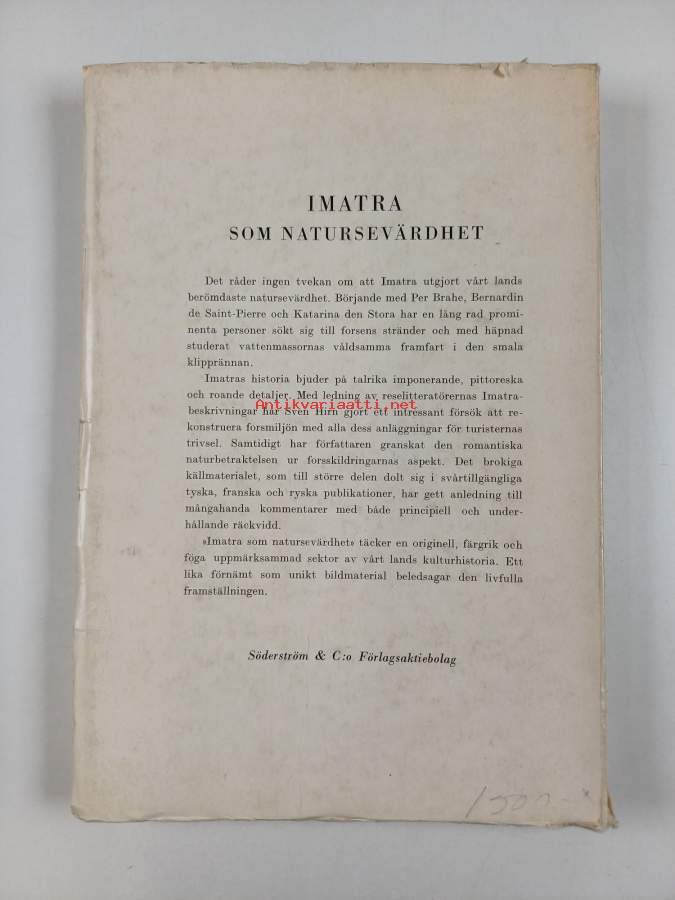 IMATRA
SOM NATURSEVÄRDHET
Det råder ingen tvekan om att Imatra utgjort vårt lands
berömdaste natursevärdhet. Börjande med Per Brahe, Bernardin
de Saint-Pierre och Katarina den Stora har en lång rad promi-
nenta personer sökt sig till forsens stränder och med häpnad
studerat vattenmassornas våldsamma framfart i den smala
klipprännan.
Imatras historia bjuder på talrika imponerande, pittoreska
och roande detaljer. Med ledning av reselitteratörernas Imatra-
Antikvariaatti.net
beskrivningar har Sven Hirn gjort ett intressant försök att re-
konstruera forsmiljön med alla dess anläggningar för turisternas
trivsel. Samtidigt har författaren granskat den romantiska
naturbetraktelsen ur forsskildringarnas aspekt. Det brokiga
källmaterialet, som till större delen dolt sig i svårtillgängliga
tyska, franska och ryska publikationer, har gett anledning till
mångahanda kommentarer med både principiell och under-
hållande räckvidd.
»Imatra som natursevärdhet» täcker en originell, färgrik och
föga uppmärksammad sektor av vårt lands kulturhistoria. Ett
lika förnämt som unikt bildmaterial beledsagar den livfulla
framställningen.
Söderström & C:o Förlagsaktiebolag